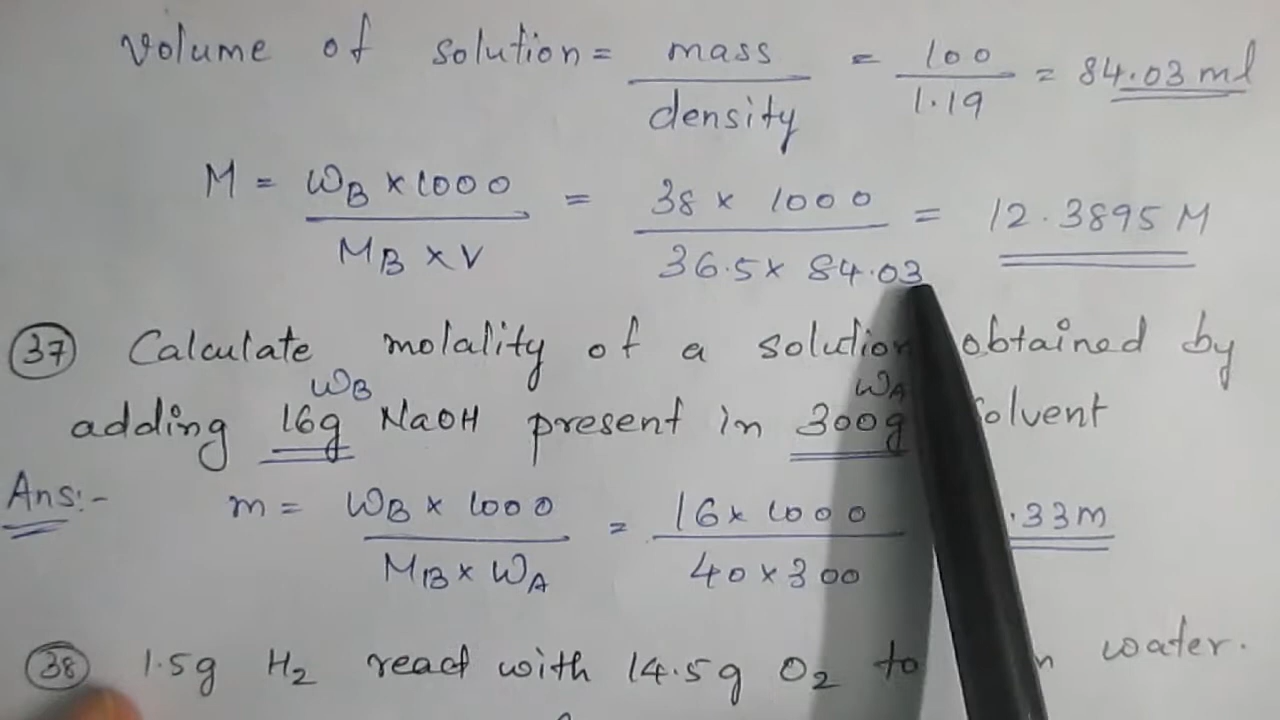 volume of solution = mass / density = 100 / 1.19 = 84.03 ml
M = WB × 1000 / MB × V = 38 × 1000 / 36.5 × 84.03 = 12.3895 M
37 Calculate molality of a solution obtained by
WB WA
adding 16g NaOH present in 300g solvent
Ans:- m = WB × 1000 / MB × WA = 16 × 1000 / 40 × 300 .33m
38 1.5g H2 react with 14.5g O2 to water.